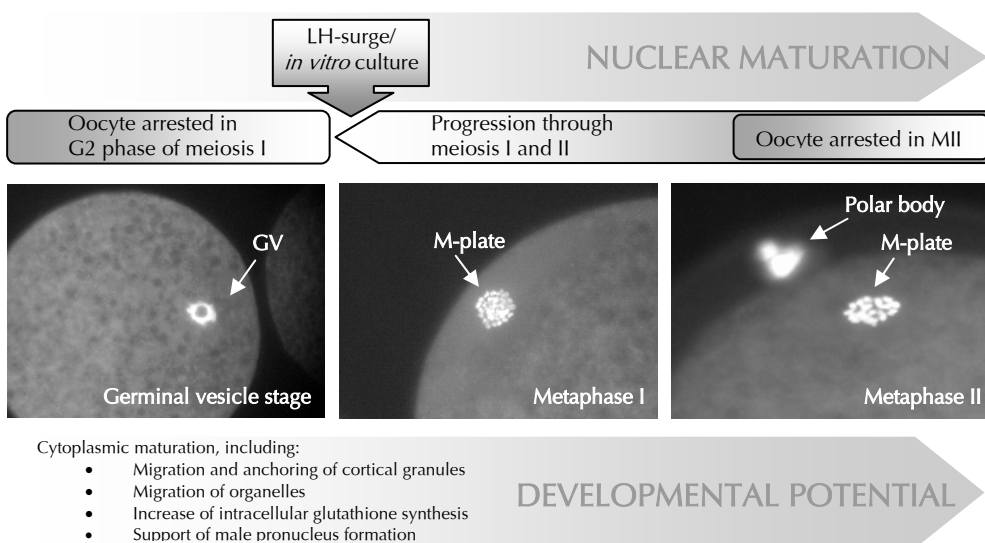 LH-surge/
in vitro culture
NUCLEAR MATURATION
Oocyte arrested in
G2 phase of meiosis I
Progression through
meiosis I and II
Oocyte arrested in MII
GV
Germinal vesicle stage
M-plate
Metaphase I
Polar body
M-plate
Metaphase II
Cytoplasmic maturation, including:
• Migration and anchoring of cortical granules
• Migration of organelles
• Increase of intracellular glutathione synthesis
• Support of male pronucleus formation
DEVELOPMENTAL POTENTIAL